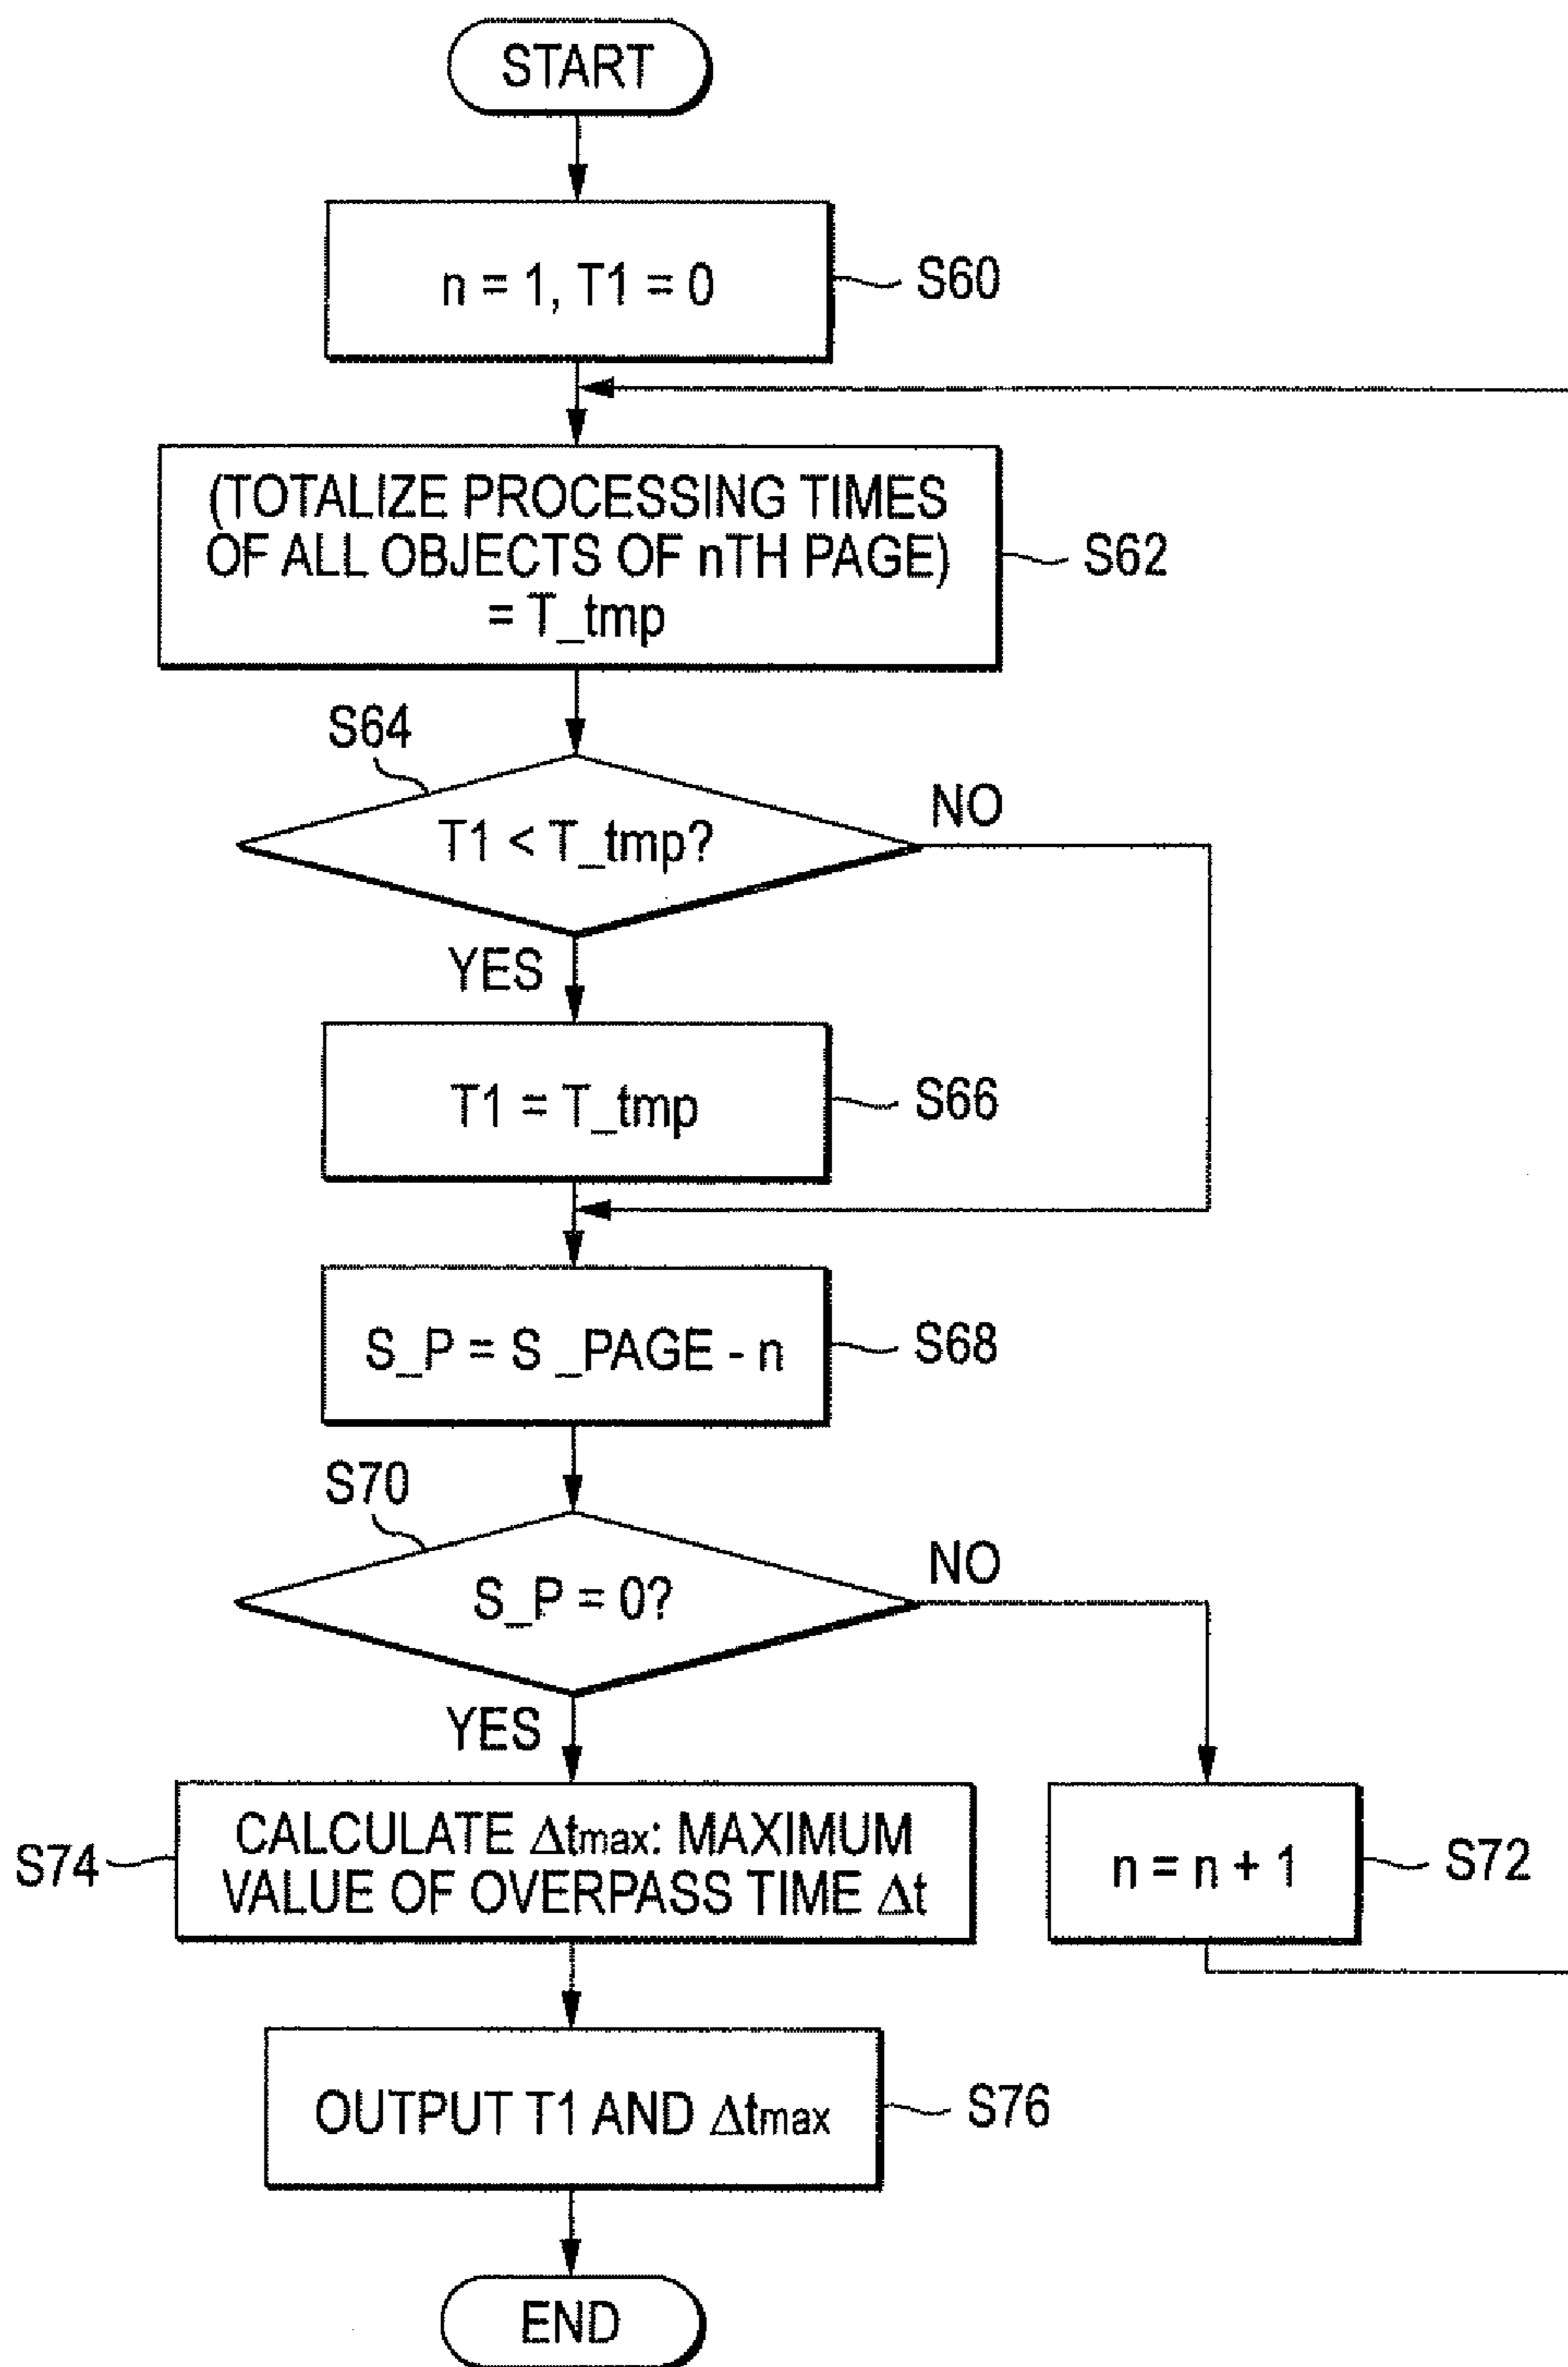 START
n = 1, T1 = 0
S60
(TOTALIZE PROCESSING TIMES
OF ALL OBJECTS OF nTH PAGE)
= T_tmp
S62
S64
T1 < T_tmp?
NO
YES
T1 = T_tmp
S66
S_P = S _PAGE - n
S68
S70
S_P = 0?
NO
YES
S74
CALCULATE Δtmax: MAXIMUM
VALUE OF OVERPASS TIME Δt
n = n + 1
S72
OUTPUT T1 AND Δtmax
S76
END